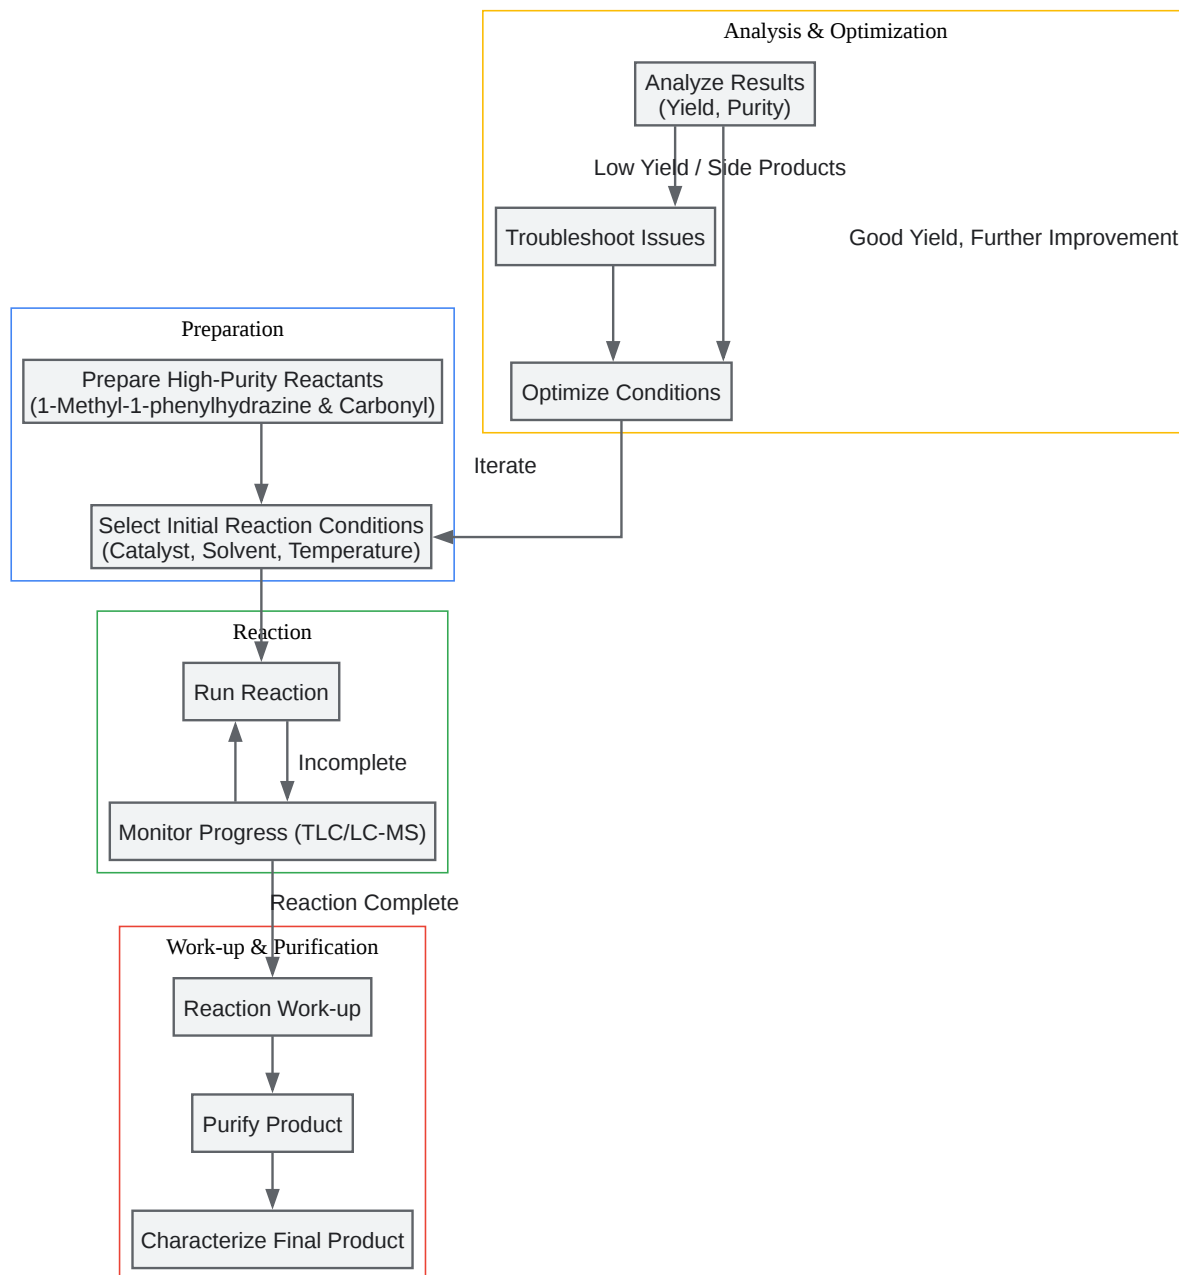 Analysis & Optimization
Analyze Results
(Yield, Purity)
Low Yield / Side Products
Troubleshoot Issues
Good Yield, Further Improvement
Optimize Conditions
Iterate
Preparation
Prepare High-Purity Reactants
(1-Methyl-1-phenylhydrazine & Carbonyl)
Select Initial Reaction Conditions
(Catalyst, Solvent, Temperature)
Reaction
Run Reaction
Incomplete
Monitor Progress (TLC/LC-MS)
Reaction Complete
Work-up & Purification
Reaction Work-up
Purify Product
Characterize Final Product